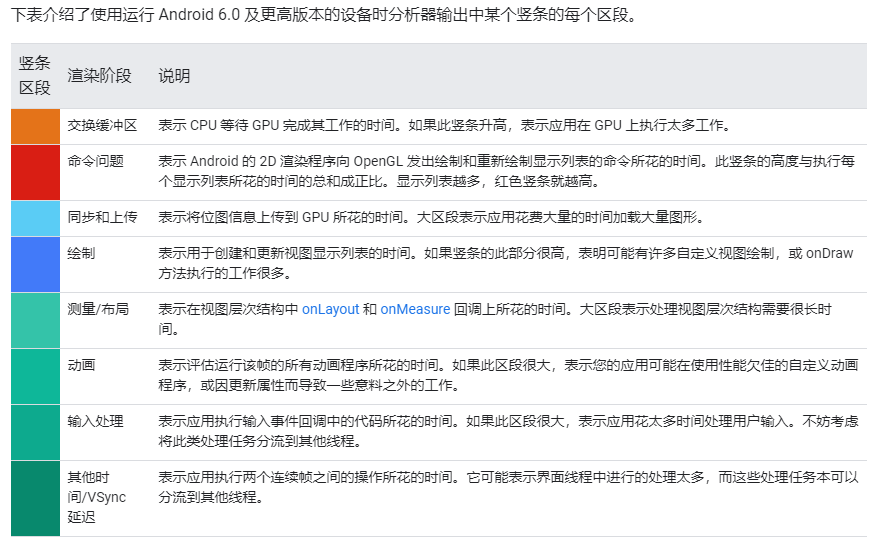 下表介绍了使用运行 Android 6.0 及更高版本的设备时分析器输出中某个竖条的每个区段。
竖条
区段
渲染阶段
说明
交换缓冲区
表示 CPU 等待 GPU 完成其工作的时间。如果此竖条升高，表示应用在 GPU 上执行太多工作。
命令问题
表示 Android 的 2D 渲染程序向 OpenGL 发出绘制和重新绘制显示列表的命令所花的时间。此竖条的高度与执行每
个显示列表所花的时间的总和成正比。显示列表越多，红色竖条就越高。
同步和上传
表示将位图信息上传到 GPU 所花的时间。大区段表示应用花费大量的时间加载大量图形。
绘制
表示用于创建和更新视图显示列表的时间。如果竖条的此部分很高，表明可能有许多自定义视图绘制，或 onDraw
方法执行的工作很多。
测量/布局
表示在视图层次结构中 onLayout 和 onMeasure 回调上所花的时间。大区段表示处理视图层次结构需要很长时
间。
动画
表示评估运行该帧的所有动画程序所花的时间。如果此区段很大，表示您的应用可能在使用性能欠佳的自定义动画
程序，或因更新属性而导致一些意料之外的工作。
输入处理
表示应用执行输入事件回调中的代码所花的时间。如果此区段很大，表示应用花太多时间处理用户输入。不妨考虑
将此类处理任务分流到其他线程。
其他时
间/VSync
延迟
表示应用执行两个连续帧之间的操作所花的时间。它可能表示界面线程中进行的处理太多，而这些处理任务本可以
分流到其他线程。